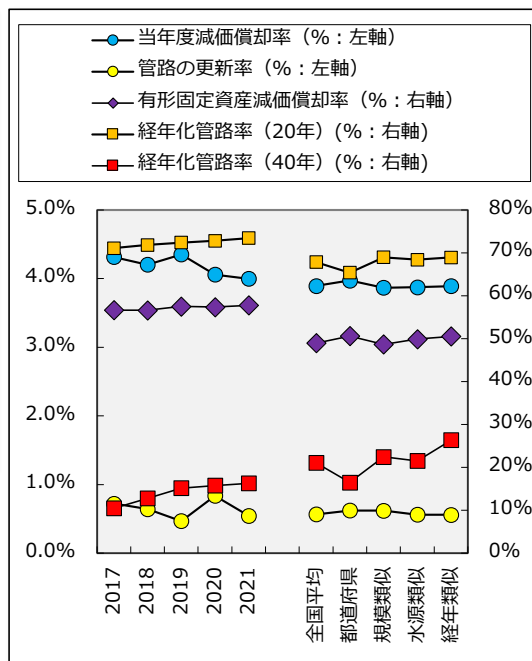 当年度減価償却率（%：左軸）
管路の更新率（%：左軸）
有形固定資産減価償却率（%：右軸）
経年化管路率（20年）(%：右軸)
経年化管路率（40年）(%：右軸)
5.0%
4.0%
3.0%
2.0%
1.0%
0.0%
80%
70%
60%
50%
40%
30%
20%
10%
0%
2017
2018
2019
2020
2021
全国平均
都道府県
規模類似
水源類似
経年類似